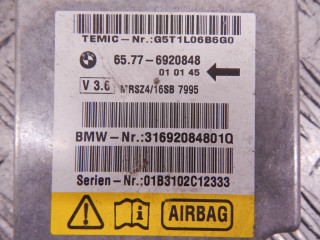 TEMIC-Nr.:G5T1L06B6G0
65.77-6920848
010145
V 3.6 MRSZ4/16SB 7995
BMW-Nr.:31692084801Q
Serien-Nr.:01B3102C12333
AIRBAG